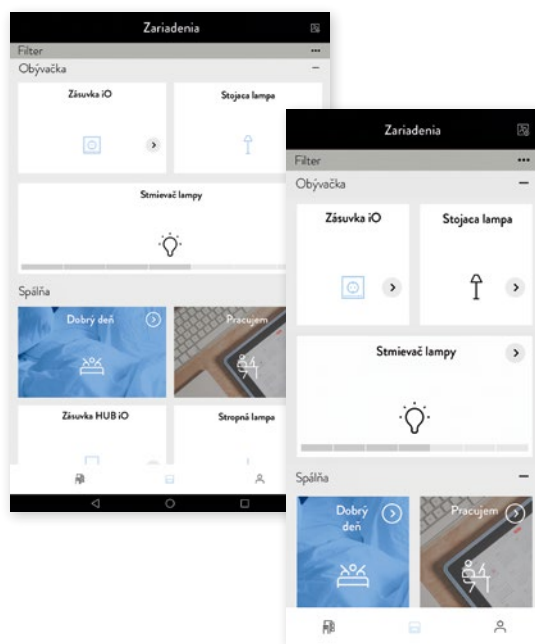 Zariadenia
Filter
Obývačka
Zásuvka iO
Stojaca lampa
Stmievač lampy
Spálňa
Dobrý deň
Pracujem
Zásuvka HUB iO
Stropná lampa
Zariadenia
Filter
Obývačka
Zásuvka iO
Stojaca lampa
Stmievač lampy
Spálňa
Dobrý
deň
Pracujem